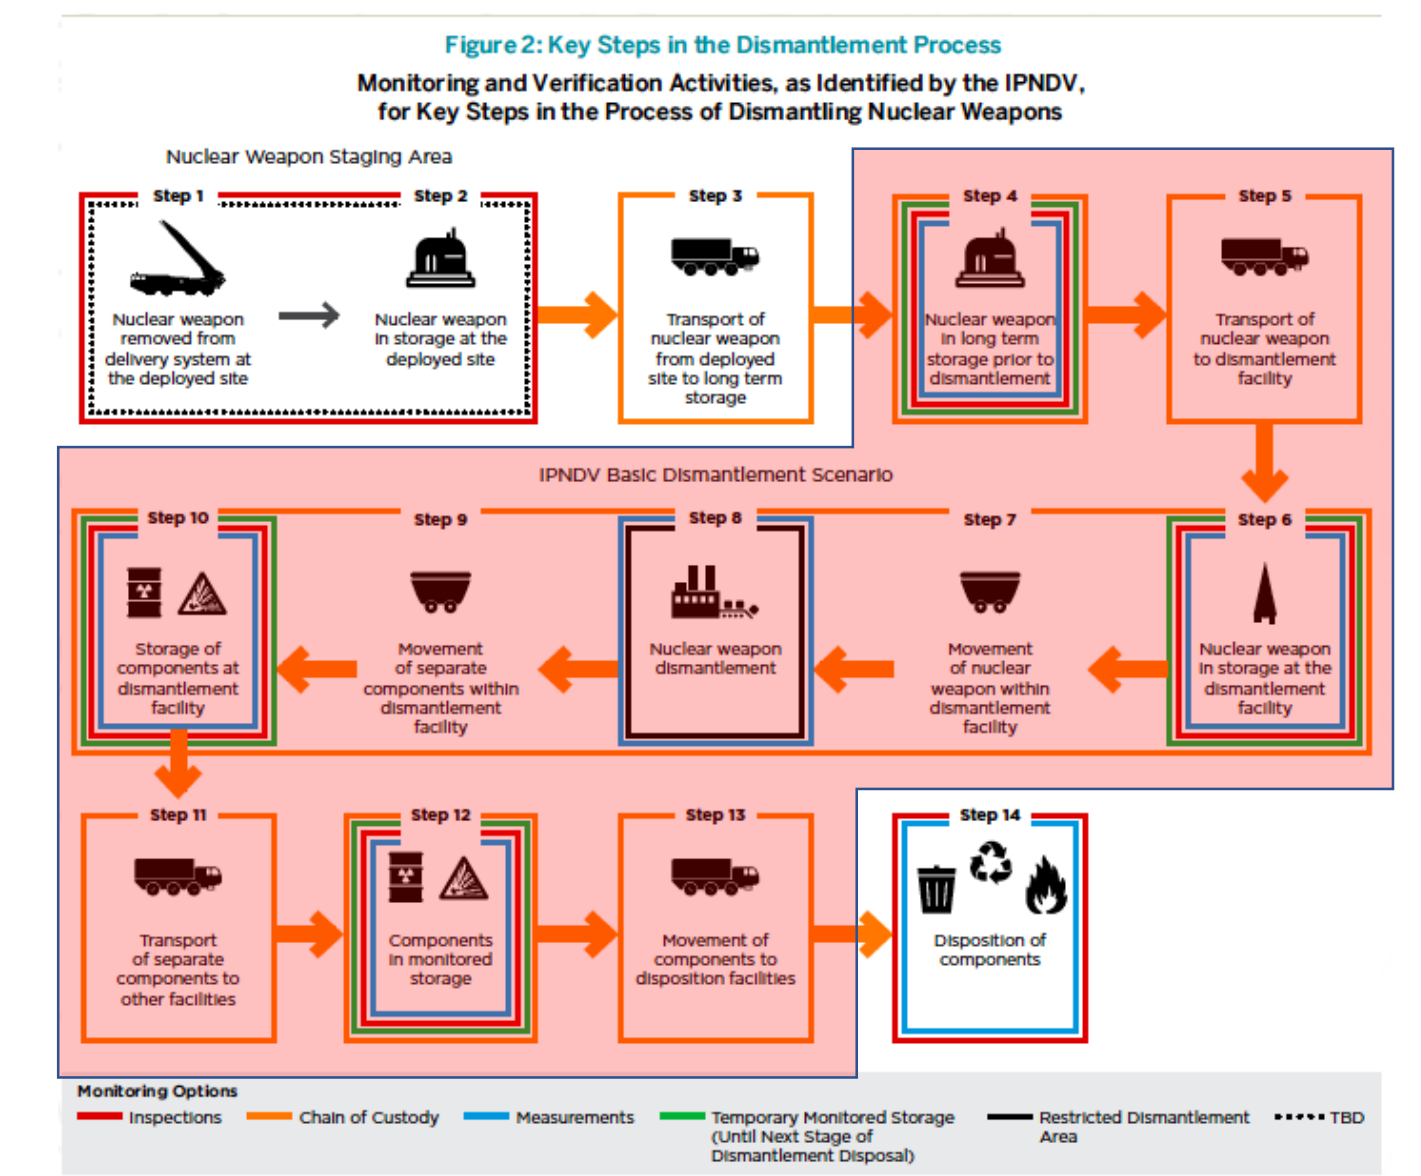 Figure 2: Key Steps in the Dismantlement Process
Monitoring and Verification Activities, as Identified by the IPNDV,
for Key Steps in the Process of Dismantling Nuclear Weapons
Nuclear Weapon Staging Area
Step 1
Nuclear weapon
removed from
delivery system at
the deployed site
Step 2
Nuclear weapon
in storage at the
deployed site
Step 3
Transport of
nuclear weapon
from deployed
site to long term
storage
Step 4
Nuclear weapon
in long term
storage prior to
dismantlement
Step 5
Transport of
nuclear weapon
to dismantlement
facility
IPNDV Basic Dismantlement Scenario
Step 10
Storage of
components at
dismantlement
facility
Step 9
Movement
of separate
components within
dismantlement
facility
Step 8
Nuclear weapon
dismantlement
Step 7
Movement
of nuclear
weapon within
dismantlement
facility
Step 6
Nuclear weapon
in storage at the
dismantlement
facility
Step 11
Transport
of separate
components to
other facilities
Step 12
Components
in monitored
storage
Step 13
Movement of
components to
disposition facilities
Step 14
Disposition of
components
Monitoring Options
Inspections
Chain of Custody
Measurements
Temporary Monitored Storage
(Until Next Stage of
Dismantlement Disposal)
Restricted Dismantlement
Area
TBD